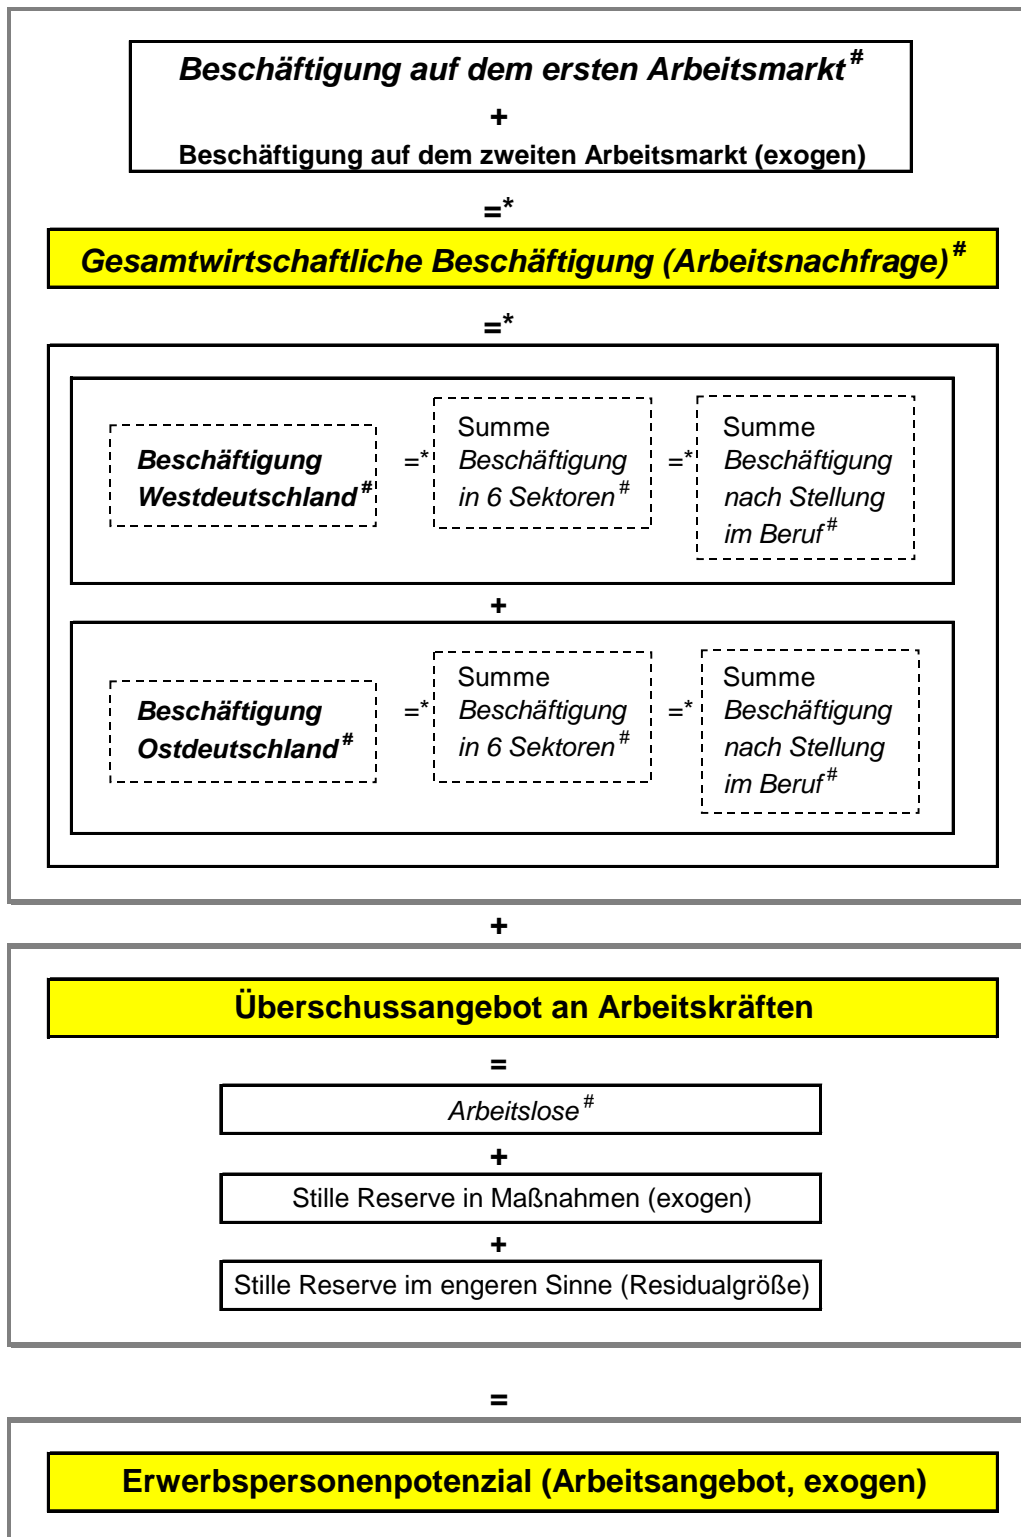 Beschäftigung auf dem ersten Arbeitsmarkt #
+
Beschäftigung auf dem zweiten Arbeitsmarkt (exogen)
=*
Gesamtwirtschaftliche Beschäftigung (Arbeitsnachfrage) #
=*
Beschäftigung
Westdeutschland #
=*
Summe
Beschäftigung
in 6 Sektoren #
=*
Summe
Beschäftigung
nach Stellung
im Beruf #
+
Beschäftigung
Ostdeutschland #
=*
Summe
Beschäftigung
in 6 Sektoren #
=*
Summe
Beschäftigung
nach Stellung
im Beruf #
+
Überschussangebot an Arbeitskräften
=
Arbeitslose #
+
Stille Reserve in Maßnahmen (exogen)
+
Stille Reserve im engeren Sinne (Residualgröße)
=
Erwerbspersonenpotenzial (Arbeitsangebot, exogen)